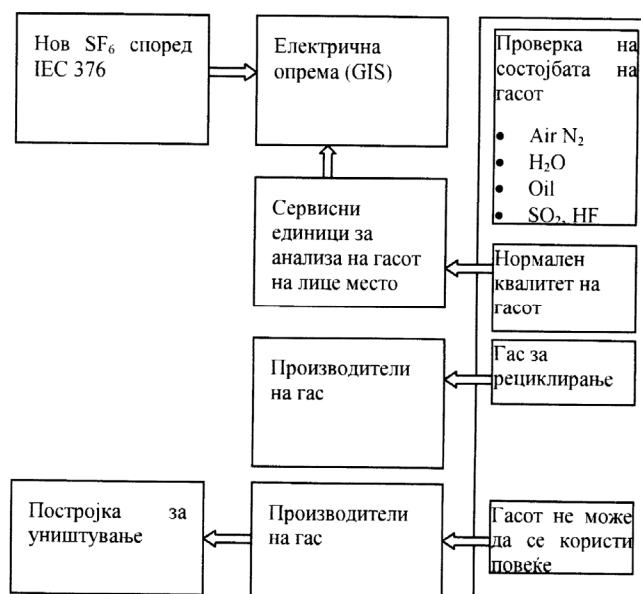 Нов SF₆ според
IEC 376
Електрична
опрема (GIS)
Проверка на
состојбата на
гасот
• Air N₂
• H₂O
• Oil
• SO₂, HF
Сервисни
единици за
анализа на гасот
на лице место
Нормален
квалитет на
гасот
Производители
на гас
Гас за
рециклирање
Постројка за
уништување
Производители
на гас
Гасот не може
да се користи
повеќе